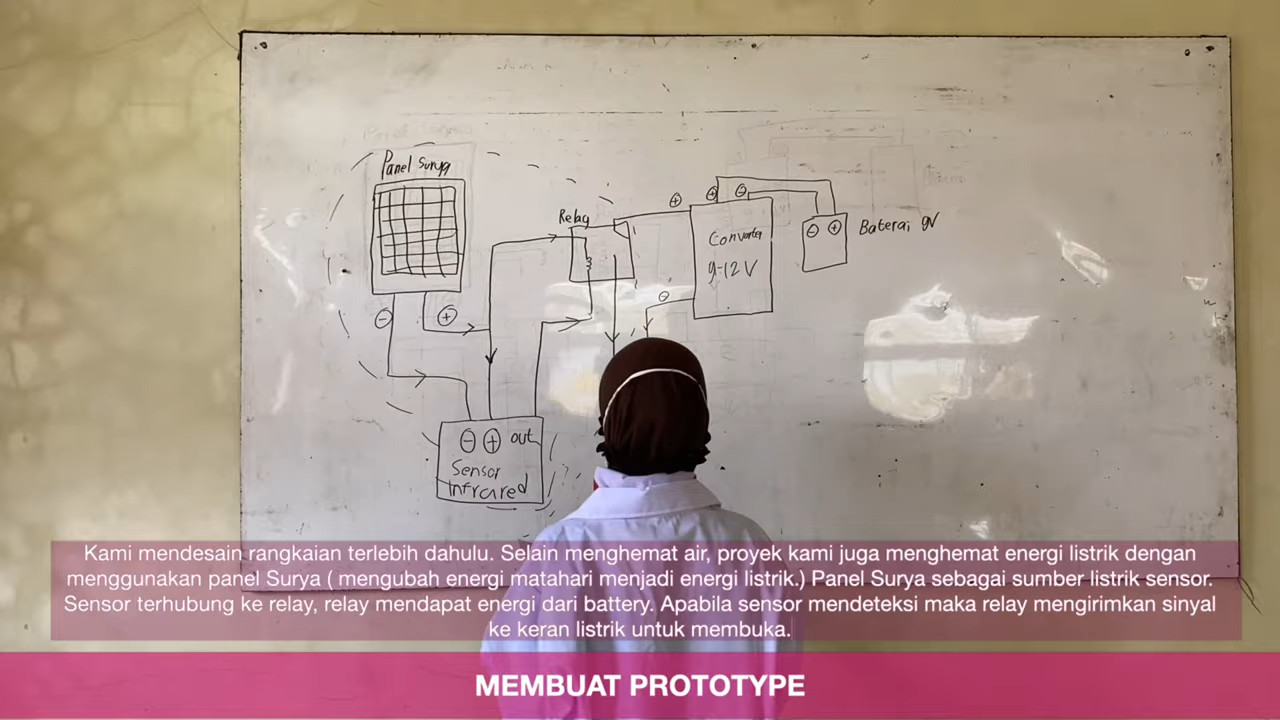 Panel Surya
Relay
⊕
⊕
⊖
Converter
9-12 V
⊖ ⊕
Baterai 9V
⊖
⊖
⊕
⊖ ⊕ out
Sensor
Infrared
Kami mendesain rangkaian terlebih dahulu. Selain menghemat air, proyek kami juga menghemat energi listrik dengan
menggunakan panel Surya ( mengubah energi matahari menjadi energi listrik.) Panel Surya sebagai sumber listrik sensor.
Sensor terhubung ke relay, relay mendapat energi dari battery. Apabila sensor mendeteksi maka relay mengirimkan sinyal
ke keran listrik untuk membuka.
MEMBUAT PROTOTYPE